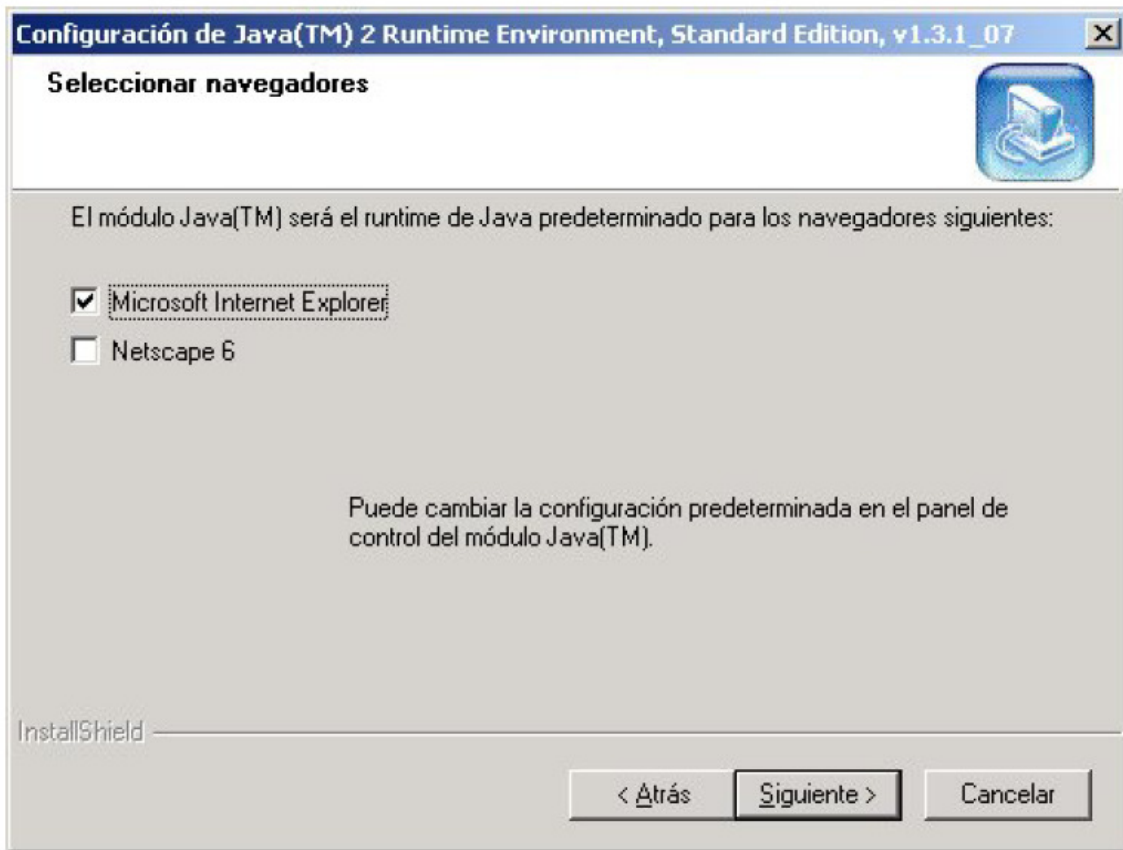 Configuración de Java(TM) 2 Runtime Environment, Standard Edition, v1.3.1_07
Seleccionar navegadores
El módulo Java(TM) será el runtime de Java predeterminado para los navegadores siguientes:
Microsoft Internet Explorer
Netscape 6
Puede cambiar la configuración predeterminada en el panel de
control del módulo Java(TM).
InstallShield
< Atrás
Siguiente >
Cancelar